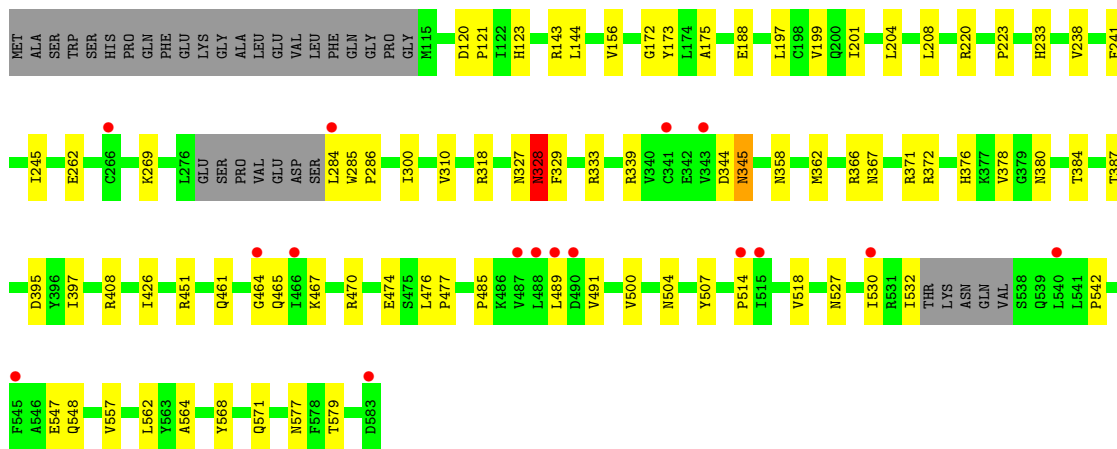 MET ALA SER TRP SER HIS PRO GLN PHE GLU LYS GLY ALA LEU GLU VAL LEU PHE GLN GLY PRO GLY M115 D120 P121 I122 H123 R143 L144 V156 G172 Y173 L174 A175 E188 L197 C198 V199 Q200 I201 L204 L208 R220 P223 H233 V238 E241
I245 E262 C266 K269 L276 GLU SER PRO VAL GLU ASP SER L284 W285 P286 I300 V310 R318 N327 N328 F329 R333 R339 V340 C341 E342 V343 D344 N345 N358 M362 R366 N367 R371 R372 H376 K377 V378 G379 N380 T384 T387
D395 Y396 I397 R408 I426 R451 Q461 G464 Q465 I466 K467 R470 E474 S475 L476 P477 P485 K486 V487 L488 L489 D490 V491 V500 N504 Y507 P514 I515 V518 N527 I530 R531 I532 THR LYS ASN GLN VAL S538 Q539 L540 L541 P542
F545 A546 E547 Q548 V557 L562 Y563 A564 Y568 Q571 N577 F578 T579 D583